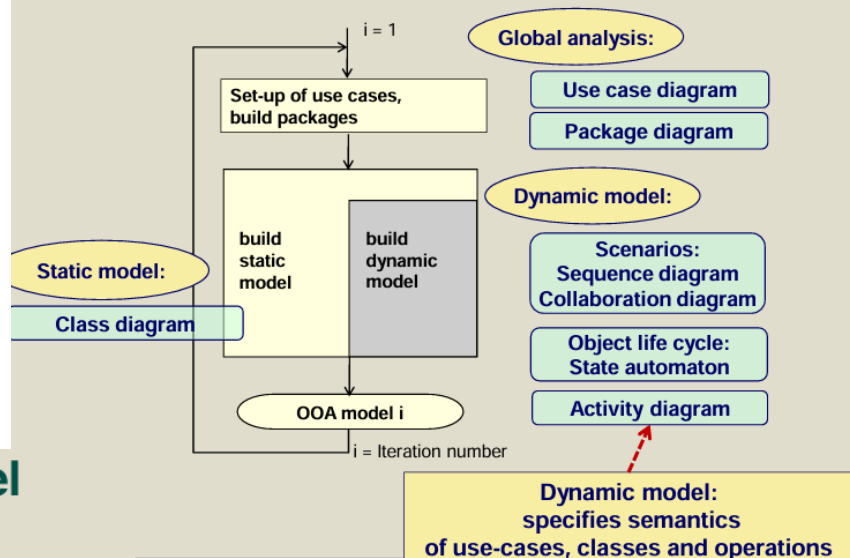 i = 1
Global analysis:
Set-up of use cases,
build packages
Use case diagram
Package diagram
Dynamic model:
build
static
model
build
dynamic
model
Static model:
Class diagram
Scenarios:
Sequence diagram
Collaboration diagram
Object life cycle:
State automaton
OOA model i
Activity diagram
i = Iteration number
el
Dynamic model:
specifies semantics
of use-cases, classes and operations